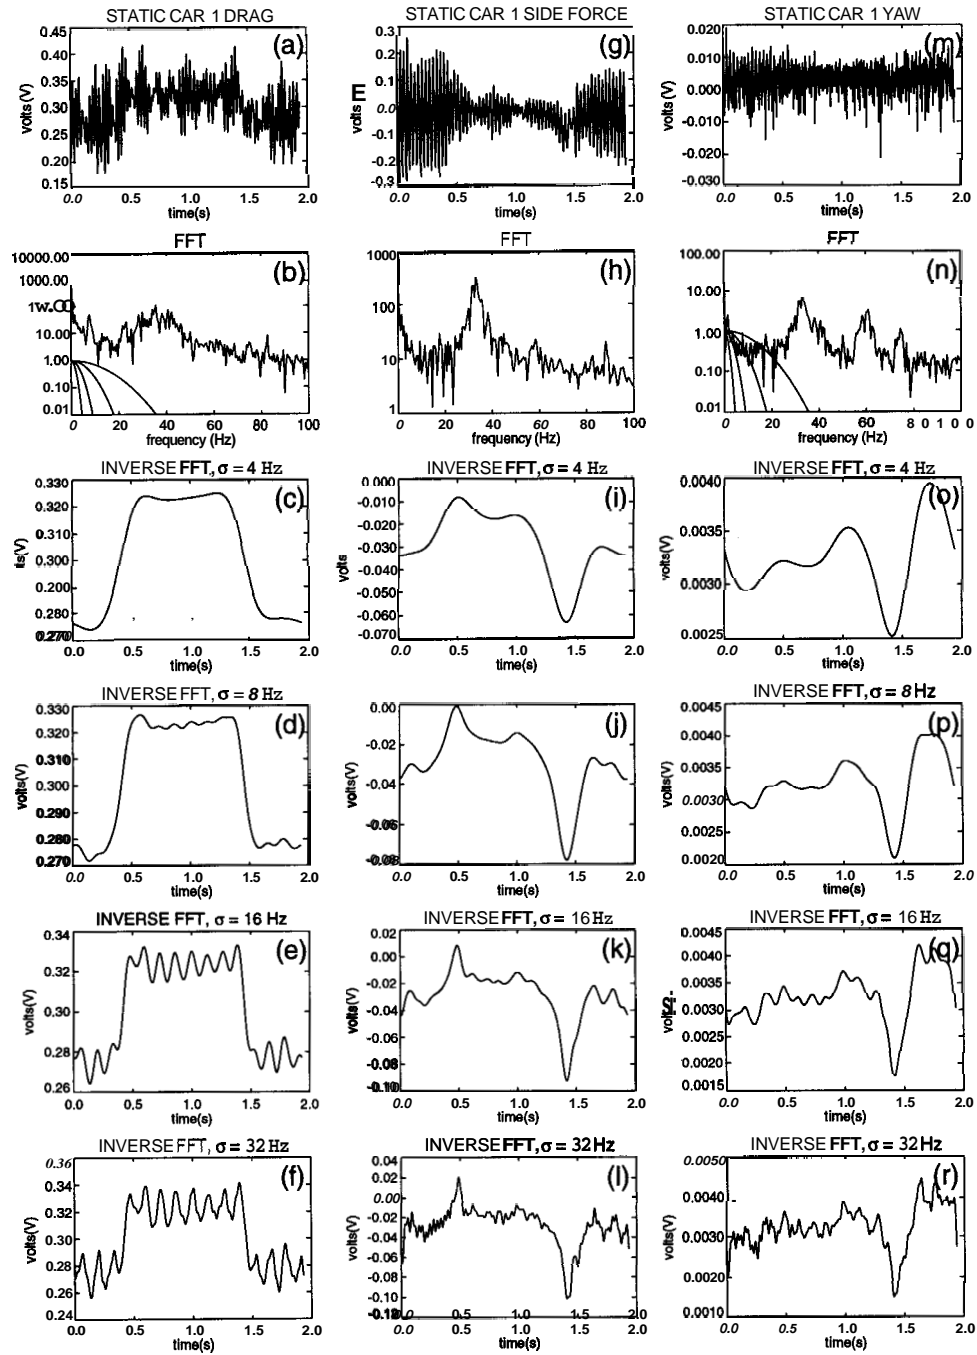 STATIC CAR 1 DRAG
(a)
volts (V)
0.45
0.40
0.35
0.30
0.25
0.20
0.15
0.0 0.5 1.0 1.5 2.0
time(s)
STATIC CAR 1 SIDE FORCE
(g)
E
volts
0.3
0.2
0.1
0.0
-0.1
-0.2
-0.3
0.0 0.5 1.0 1.5 2.0
time(s)
STATIC CAR 1 YAW
(m)
volts (V)
0.020
0.010
0.000
-0.010
-0.020
-0.030
0.0 0.5 1.0 1.5 2.0
time(s)
FFT
(b)
10000.00
1000.00
1w.OO
10.00
1.00
0.10
0.01
0 20 40 60 80 100
frequency (Hz)
FFT
(h)
1000
100
10
1
0 20 40 60 80 100
frequency (Hz)
FFT
(n)
100.00
10.00
1.00
0.10
0.01
0 20 40 60 8 0 1 0 0
frequency (Hz)
INVERSE FFT, σ = 4 Hz
(c)
lts(V)
0.330
0.320
0.310
0.300
0.200
0.280
0.270
0.0 0.5 1.0 1.5 2.0
time(s)
INVERSE FFT, σ = 4 Hz
(i)
volts
0.000
-0.010
-0.020
-0.030
-0.040
-0.050
-0.060
-0.070
0.0 0.5 1.0 1.5 2.0
time(s)
INVERSE FFT, σ = 4 Hz
(o)
volts(V)
0.0040
0.0035
0.0030
0.0025
0.0 0.5 1.0 1.5 2.0
time(s)
INVERSE FFT, σ = 8 Hz
(d)
volts(V)
0.330
0.320
0.310
0.300
0.290
0.280
0.270
0.0 0.5 1.0 1.5 2.0
time(s)
(j)
volts(V)
0.00
-0.02
-0.04
-0.06
-0.08
0.0 0.5 1.0 1.5 2.0
time(s)
INVERSE FFT, σ = 8 Hz
(p)
volts(V)
0.0045
0.0040
0.0035
0.0030
0.0025
0.0020
0.0 0.5 1.0 1.5 2.0
time(s)
INVERSE FFT, σ = 16 Hz
(e)
volts(V)
0.34
0.32
0.30
0.28
0.26
0.0 0.5 1.0 1.5 2.0
time(s)
INVERSE FFT, σ = 16 Hz
(k)
volts(V)
0.02
0.00
-0.02
-0.04
-0.06
-0.08
-0.10
0.0 0.5 1.0 1.5 2.0
time(s)
INVERSE FFT, σ = 16 Hz
(q)
0.0045
0.0040
0.0035
0.0030
0.0025
0.0020
0.0015
0.0 0.5 1.0 1.5 2.0
time(s)
INVERSE FFT, σ = 32 Hz
(f)
volts(V)
0.36
0.34
0.32
0.30
0.28
0.26
0.24
0.0 0.5 1.0 1.5 2.0
time(s)
INVERSE FFT, σ = 32 Hz
(l)
volts(V)
0.04
0.02
0.00
-0.02
-0.04
-0.06
-0.08
-0.10
-0.12
0.0 0.5 1.0 1.5 2.0
time(s)
(r)
volts(V)
0.0050
0.0040
0.0030
0.0020
0.0010
0.0 0.5 1.0 1.5 2.0
time(s)